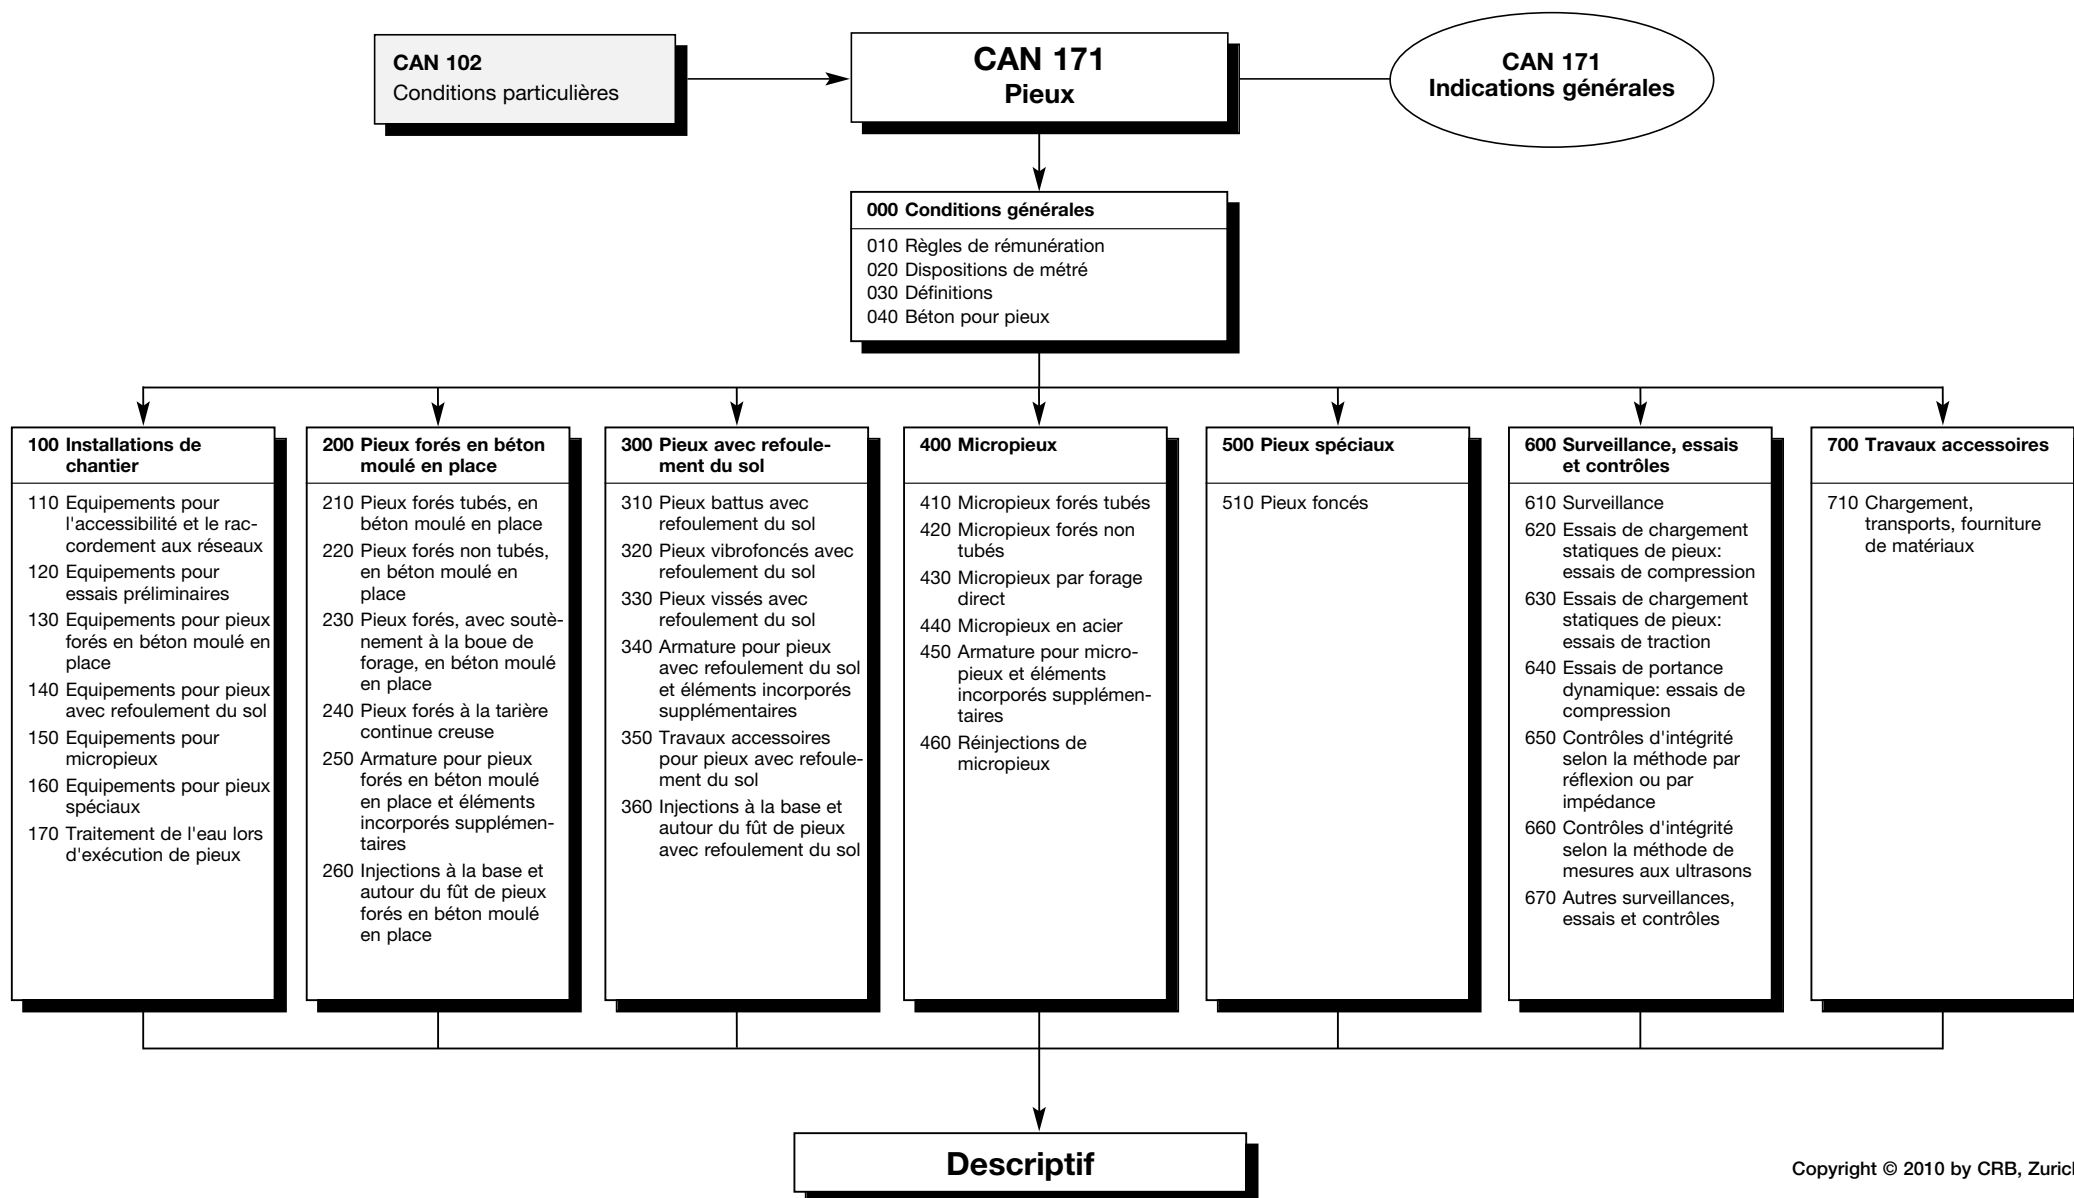 CAN 102
Conditions particulières
CAN 171
Pieux
CAN 171
Indications générales
000 Conditions générales
010 Règles de rémunération
020 Dispositions de métré
030 Définitions
040 Béton pour pieux
100 Installations de
chantier
110 Equipements pour
l'accessibilité et le rac-
cordement aux réseaux
120 Equipements pour
essais préliminaires
130 Equipements pour pieux
forés en béton moulé en
place
140 Equipements pour pieux
avec refoulement du sol
150 Equipements pour
micropieux
160 Equipements pour pieux
spéciaux
170 Traitement de l'eau lors
d'exécution de pieux
200 Pieux forés en béton
moulé en place
210 Pieux forés tubés, en
béton moulé en place
220 Pieux forés non tubés,
en béton moulé en
place
230 Pieux forés, avec soutè-
nement à la boue de
forage, en béton moulé
en place
240 Pieux forés à la tarière
continue creuse
250 Armature pour pieux
forés en béton moulé
en place et éléments
incorporés supplémen-
taires
260 Injections à la base et
autour du fût de pieux
forés en béton moulé
en place
300 Pieux avec refoule-
ment du sol
310 Pieux battus avec
refoulement du sol
320 Pieux vibrofoncés avec
refoulement du sol
330 Pieux vissés avec
refoulement du sol
340 Armature pour pieux
avec refoulement du sol
et éléments incorporés
supplémentaires
350 Travaux accessoires
pour pieux avec refoule-
ment du sol
360 Injections à la base et
autour du fût de pieux
avec refoulement du sol
400 Micropieux
410 Micropieux forés tubés
420 Micropieux forés non
tubés
430 Micropieux par forage
direct
440 Micropieux en acier
450 Armature pour micro-
pieux et éléments
incorporés supplémen-
taires
460 Réinjections de
micropieux
500 Pieux spéciaux
510 Pieux foncés
600 Surveillance, essais
et contrôles
610 Surveillance
620 Essais de chargement
statiques de pieux:
essais de compression
630 Essais de chargement
statiques de pieux:
essais de traction
640 Essais de portance
dynamique: essais de
compression
650 Contrôles d'intégrité
selon la méthode par
réflexion ou par
impédance
660 Contrôles d'intégrité
selon la méthode de
mesures aux ultrasons
670 Autres surveillances,
essais et contrôles
700 Travaux accessoires
710 Chargement,
transports, fourniture
de matériaux
Descriptif
Copyright © 2010 by CRB, Zurich